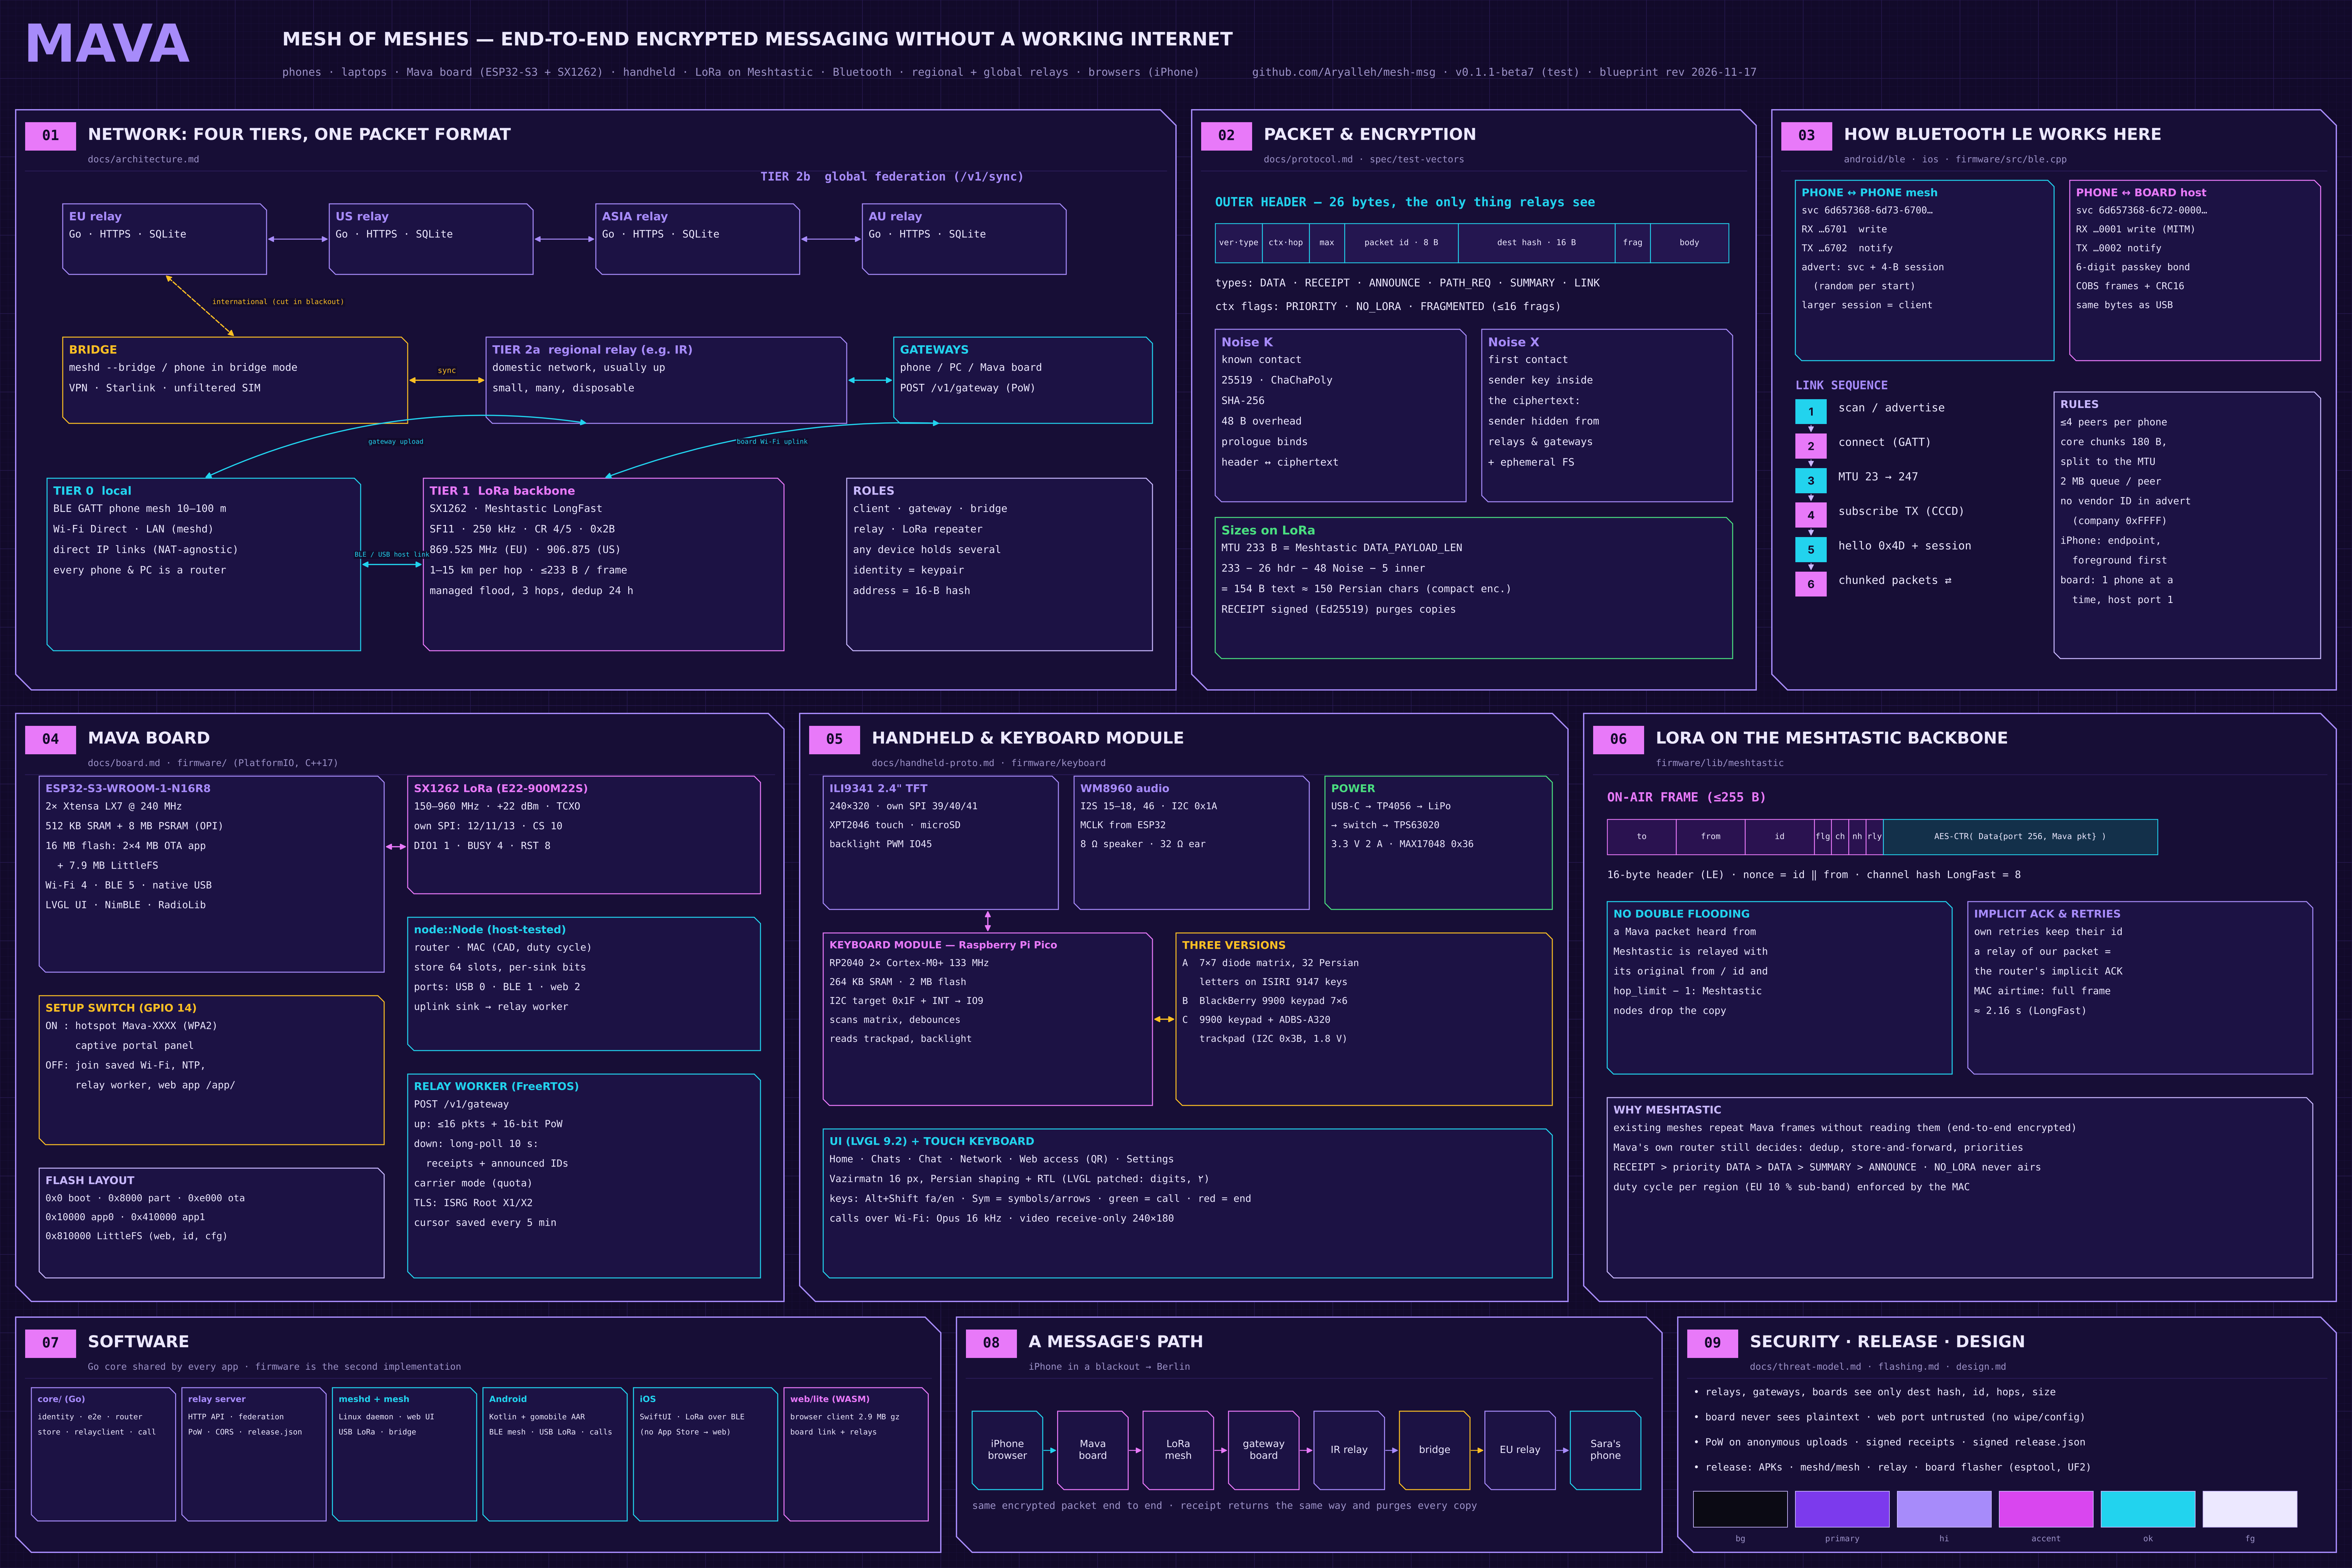 MAVA
MESH OF MESHES — END-TO-END ENCRYPTED MESSAGING WITHOUT A WORKING INTERNET
phones · laptops · Mava board (ESP32-S3 + SX1262) · handheld · LoRa on Meshtastic · Bluetooth · regional + global relays · browsers (iPhone)
github.com/Aryalleh/mesh-msg · v0.1.1-beta7 (test) · blueprint rev 2026-11-17
01
NETWORK: FOUR TIERS, ONE PACKET FORMAT
docs/architecture.md
TIER 2b global federation (/v1/sync)
EU relay
Go · HTTPS · SQLite
US relay
Go · HTTPS · SQLite
ASIA relay
Go · HTTPS · SQLite
AU relay
Go · HTTPS · SQLite
international (cut in blackout)
BRIDGE
meshd --bridge / phone in bridge mode
VPN · Starlink · unfiltered SIM
sync
TIER 2a regional relay (e.g. IR)
domestic network, usually up
small, many, disposable
GATEWAYS
phone / PC / Mava board
POST /v1/gateway (PoW)
gateway upload
board Wi-Fi uplink
TIER 0 local
BLE GATT phone mesh 10–100 m
Wi-Fi Direct · LAN (meshd)
direct IP links (NAT-agnostic)
every phone & PC is a router
BLE / USB host link
TIER 1 LoRa backbone
SX1262 · Meshtastic LongFast
SF11 · 250 kHz · CR 4/5 · 0x2B
869.525 MHz (EU) · 906.875 (US)
1–15 km per hop · ≤233 B / frame
managed flood, 3 hops, dedup 24 h
ROLES
client · gateway · bridge
relay · LoRa repeater
any device holds several
identity = keypair
address = 16-B hash
02
PACKET & ENCRYPTION
docs/protocol.md · spec/test-vectors
OUTER HEADER — 26 bytes, the only thing relays see
ver·type
ctx·hop
max
packet id · 8 B
dest hash · 16 B
frag
body
types: DATA · RECEIPT · ANNOUNCE · PATH_REQ · SUMMARY · LINK
ctx flags: PRIORITY · NO_LORA · FRAGMENTED (≤16 frags)
Noise K
known contact
25519 · ChaChaPoly
SHA-256
48 B overhead
prologue binds
header ↔ ciphertext
Noise X
first contact
sender key inside
the ciphertext:
sender hidden from
relays & gateways
+ ephemeral FS
Sizes on LoRa
MTU 233 B = Meshtastic DATA_PAYLOAD_LEN
233 − 26 hdr − 48 Noise − 5 inner
= 154 B text ≈ 150 Persian chars (compact enc.)
RECEIPT signed (Ed25519) purges copies
03
HOW BLUETOOTH LE WORKS HERE
android/ble · ios · firmware/src/ble.cpp
PHONE ↔ PHONE mesh
svc 6d657368-6d73-6700…
RX …6701 write
TX …6702 notify
advert: svc + 4-B session
(random per start)
larger session = client
PHONE ↔ BOARD host
svc 6d657368-6c72-0000…
RX …0001 write (MITM)
TX …0002 notify
6-digit passkey bond
COBS frames + CRC16
same bytes as USB
LINK SEQUENCE
1 scan / advertise
2 connect (GATT)
3 MTU 23 → 247
4 subscribe TX (CCCD)
5 hello 0x4D + session
6 chunked packets ⇄
RULES
≤4 peers per phone
core chunks 180 B,
split to the MTU
2 MB queue / peer
no vendor ID in advert
(company 0xFFFF)
iPhone: endpoint,
foreground first
board: 1 phone at a
time, host port 1
04
MAVA BOARD
docs/board.md · firmware/ (PlatformIO, C++17)
ESP32-S3-WROOM-1-N16R8
2× Xtensa LX7 @ 240 MHz
512 KB SRAM + 8 MB PSRAM (OPI)
16 MB flash: 2×4 MB OTA app
+ 7.9 MB LittleFS
Wi-Fi 4 · BLE 5 · native USB
LVGL UI · NimBLE · RadioLib
SX1262 LoRa (E22-900M22S)
150–960 MHz · +22 dBm · TCXO
own SPI: 12/11/13 · CS 10
DIO1 1 · BUSY 4 · RST 8
node::Node (host-tested)
router · MAC (CAD, duty cycle)
store 64 slots, per-sink bits
ports: USB 0 · BLE 1 · web 2
uplink sink → relay worker
SETUP SWITCH (GPIO 14)
ON : hotspot Mava-XXXX (WPA2)
captive portal panel
OFF: join saved Wi-Fi, NTP,
relay worker, web app /app/
RELAY WORKER (FreeRTOS)
POST /v1/gateway
up: ≤16 pkts + 16-bit PoW
down: long-poll 10 s:
receipts + announced IDs
carrier mode (quota)
TLS: ISRG Root X1/X2
cursor saved every 5 min
FLASH LAYOUT
0x0 boot · 0x8000 part · 0xe000 ota
0x10000 app0 · 0x410000 app1
0x810000 LittleFS (web, id, cfg)
05
HANDHELD & KEYBOARD MODULE
docs/handheld-proto.md · firmware/keyboard
ILI9341 2.4" TFT
240×320 · own SPI 39/40/41
XPT2046 touch · microSD
backlight PWM IO45
WM8960 audio
I2S 15–18, 46 · I2C 0x1A
MCLK from ESP32
8 Ω speaker · 32 Ω ear
POWER
USB-C → TP4056 → LiPo
→ switch → TPS63020
3.3 V 2 A · MAX17048 0x36
KEYBOARD MODULE — Raspberry Pi Pico
RP2040 2× Cortex-M0+ 133 MHz
264 KB SRAM · 2 MB flash
I2C target 0x1F + INT → IO9
scans matrix, debounces
reads trackpad, backlight
THREE VERSIONS
A 7×7 diode matrix, 32 Persian
letters on ISIRI 9147 keys
B BlackBerry 9900 keypad 7×6
C 9900 keypad + ADBS-A320
trackpad (I2C 0x3B, 1.8 V)
UI (LVGL 9.2) + TOUCH KEYBOARD
Home · Chats · Chat · Network · Web access (QR) · Settings
Vazirmatn 16 px, Persian shaping + RTL (LVGL patched: digits, ۲)
keys: Alt+Shift fa/en · Sym = symbols/arrows · green = call · red = end
calls over Wi-Fi: Opus 16 kHz · video receive-only 240×180
06
LORA ON THE MESHTASTIC BACKBONE
firmware/lib/meshtastic
ON-AIR FRAME (≤255 B)
to
from
id
flg
ch
nh
rly
AES-CTR( Data{port 256, Mava pkt} )
16-byte header (LE) · nonce = id ‖ from · channel hash LongFast = 8
NO DOUBLE FLOODING
a Mava packet heard from
Meshtastic is relayed with
its original from / id and
hop_limit − 1: Meshtastic
nodes drop the copy
IMPLICIT ACK & RETRIES
own retries keep their id
a relay of our packet =
the router's implicit ACK
MAC airtime: full frame
≈ 2.16 s (LongFast)
WHY MESHTASTIC
existing meshes repeat Mava frames without reading them (end-to-end encrypted)
Mava's own router still decides: dedup, store-and-forward, priorities
RECEIPT > priority DATA > DATA > SUMMARY > ANNOUNCE · NO_LORA never airs
duty cycle per region (EU 10 % sub-band) enforced by the MAC
07
SOFTWARE
Go core shared by every app · firmware is the second implementation
core/ (Go)
identity · e2e · router
store · relayclient · call
relay server
HTTP API · federation
PoW · CORS · release.json
meshd + mesh
Linux daemon · web UI
USB LoRa · bridge
Android
Kotlin + gomobile AAR
BLE mesh · USB LoRa · calls
iOS
SwiftUI · LoRa over BLE
(no App Store → web)
web/lite (WASM)
browser client 2.9 MB gz
board link + relays
08
A MESSAGE'S PATH
iPhone in a blackout → Berlin
iPhone
browser
Mava
board
LoRa
mesh
gateway
board
IR relay
bridge
EU relay
Sara's
phone
same encrypted packet end to end · receipt returns the same way and purges every copy
09
SECURITY · RELEASE · DESIGN
docs/threat-model.md · flashing.md · design.md
• relays, gateways, boards see only dest hash, id, hops, size
• board never sees plaintext · web port untrusted (no wipe/config)
• PoW on anonymous uploads · signed receipts · signed release.json
• release: APKs · meshd/mesh · relay · board flasher (esptool, UF2)
bg
primary
hi
accent
ok
fg